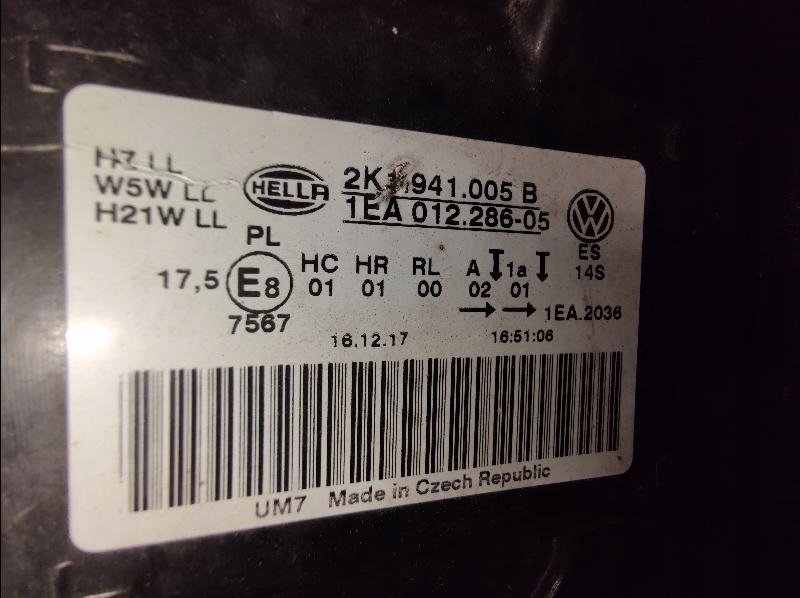 H7 LL
W5W LL
H21W LL
HELLA
941.005 B
1EA 012.286-05
VW
ES
14S
PL
17,5 E8
7567
HC HR RL A 1a
01 01 00 02 01
→ →
1EA.2036
16.12.17 16:51:06
UM7 Made in Czech Republic